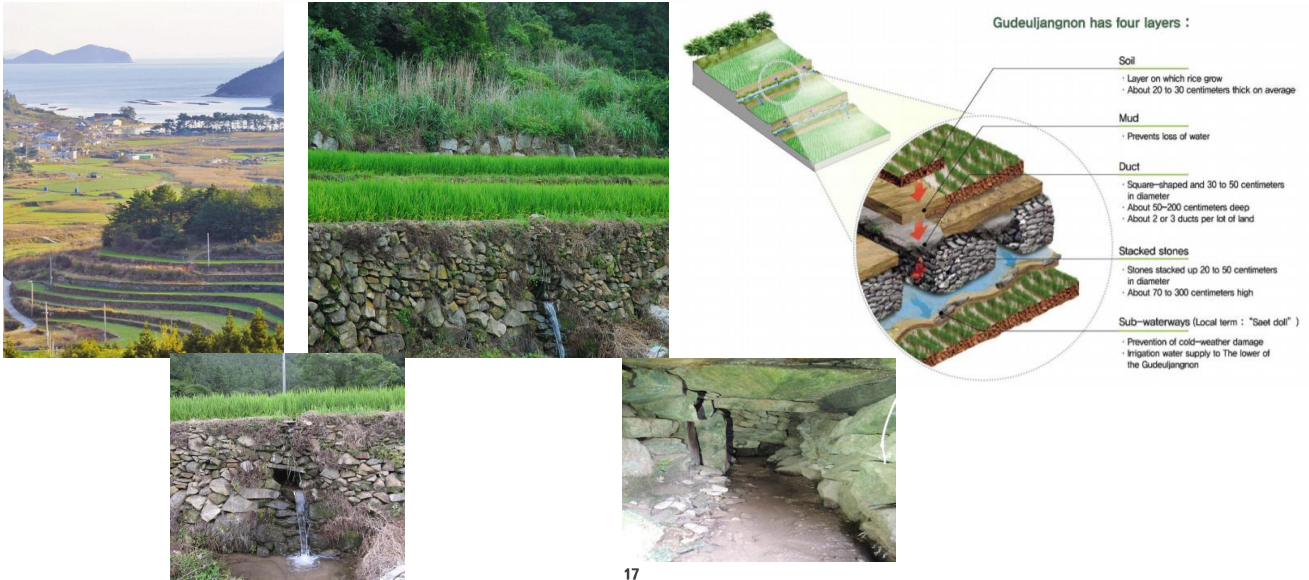 Gudeuljangnon has four layers :
Soil
· Layer on which rice grow
· About 20 to 30 centimeters thick on average
Mud
· Prevents loss of water
Duct
· Square-shaped and 30 to 50 centimeters
in diameter
· About 50-200 centimeters deep
· About 2 or 3 ducts per lot of land
Stacked stones
· Stones stacked up 20 to 50 centimeters
in diameter
· About 70 to 300 centimeters high
Sub-waterways (Local term : "Saet doll" )
· Prevention of cold-weather damage
· Irrigation water supply to The lower of
the Gudeuljangnon
17